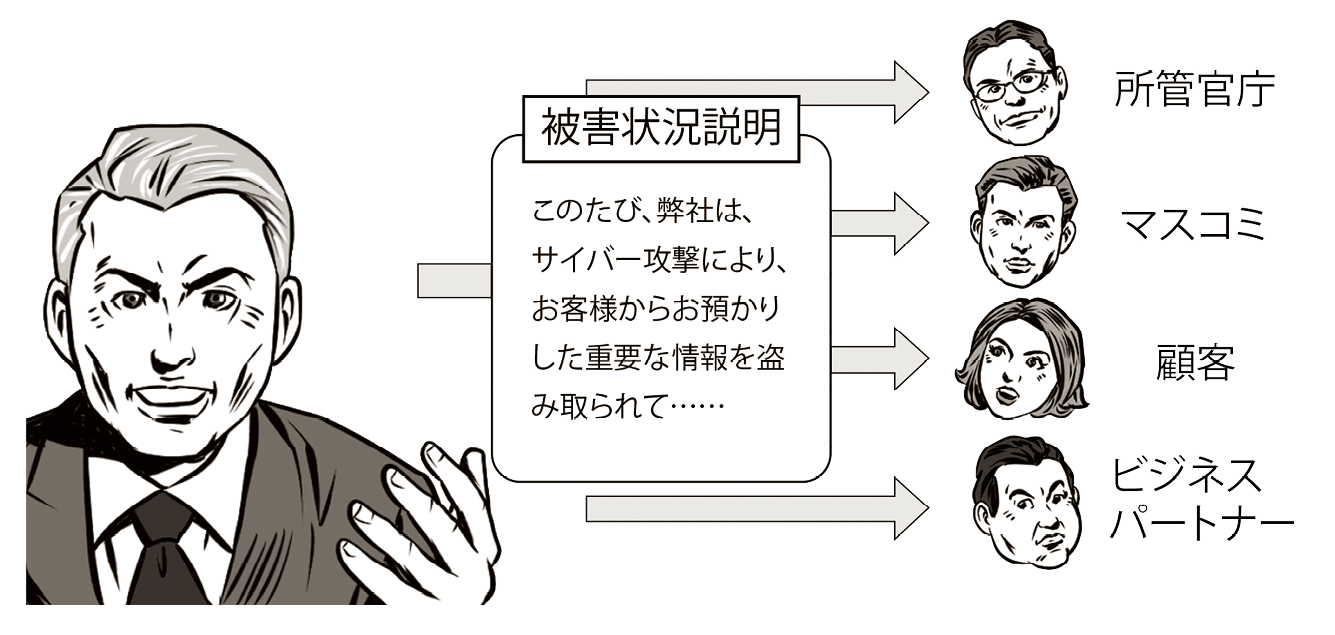 被害状況説明
このたび、弊社は、
サイバー攻撃により、
お客様からお預かり
した重要な情報を盗
み取られて……
所管官庁
マスコミ
顧客
ビジネス
パートナー